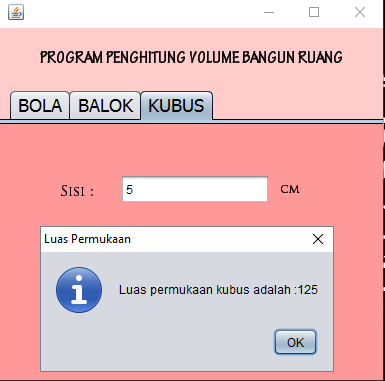 PROGRAM PENGHITUNG VOLUME BANGUN RUANG
BOLA BALOK KUBUS
SISI : 5 CM
Luas Permukaan
Luas permukaan kubus adalah :125
OK